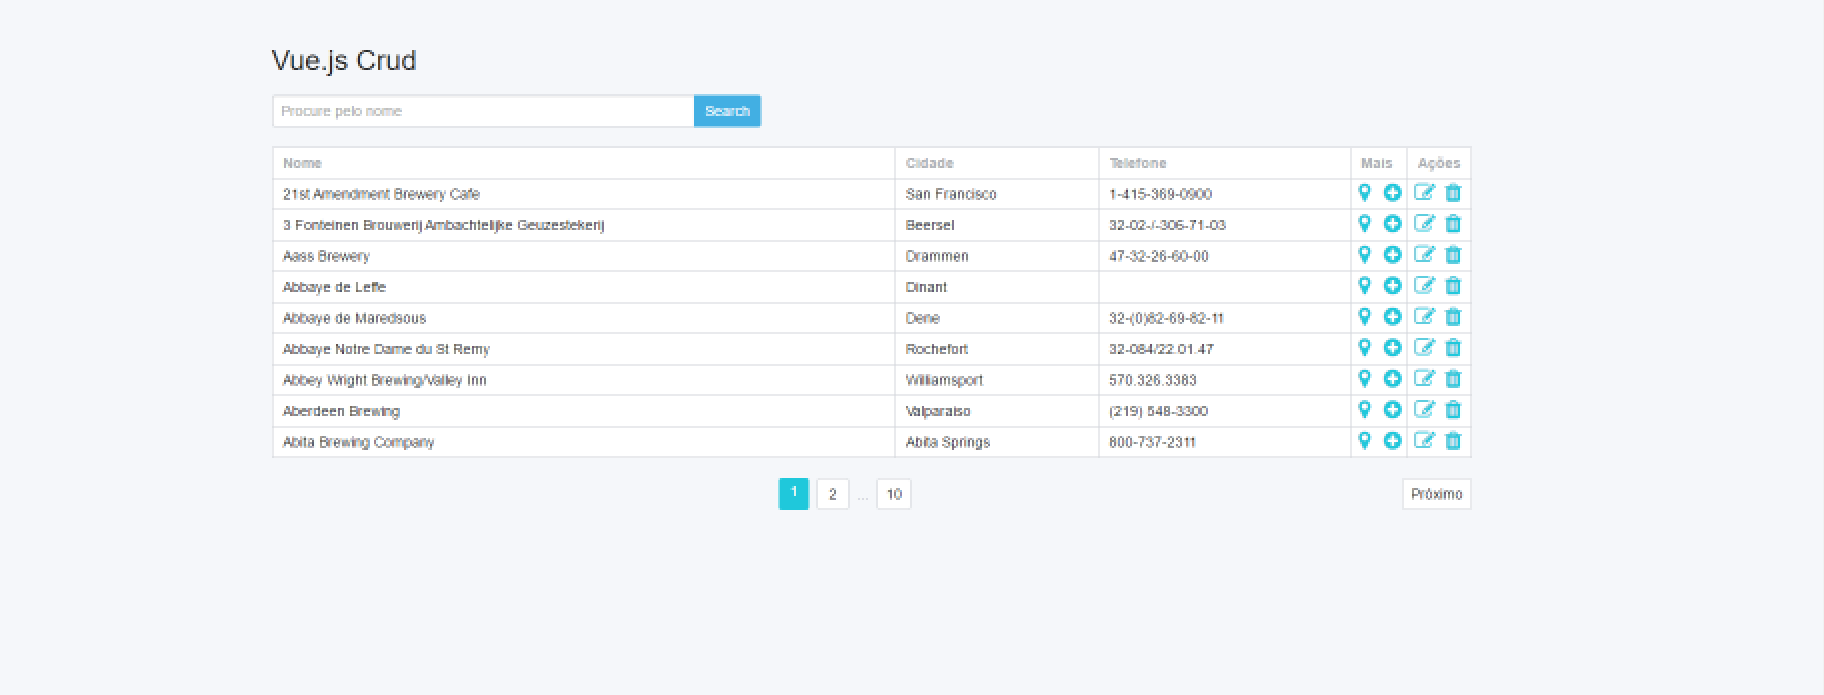 Vue.js Crud
Procure pelo nome Search
Nome Cidade Telefone Mais Ações
21st Amendment Brewery Cafe San Francisco 1-415-369-0900
3 Fonteinen Brouwerij Ambachtelijke Geuzestekerij Beersel 32-02-/-306-71-03
Aass Brewery Drammen 47-32-26-60-00
Abbaye de Leffe Dinant
Abbaye de Maredsous Dene 32-(0)82-69-82-11
Abbaye Notre Dame du St Remy Rochefort 32-084/22.01.47
Abbey Wright Brewing/Valley Inn Williamsport 570.326.3383
Aberdeen Brewing Valparaiso (219) 548-3300
Abita Brewing Company Abita Springs 800-737-2311
1 2 ... 10 Próximo